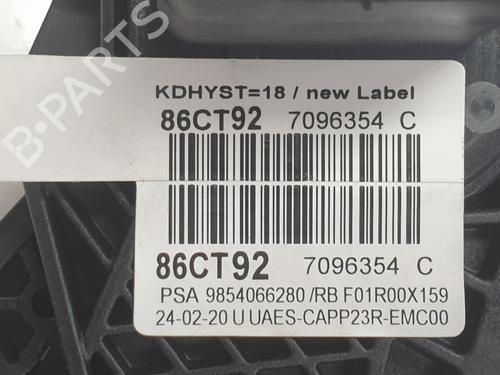 B-PARTS
KDHYST=18 / new Label
86CT92 7096354 C
86CT92 7096354 C
PSA 9854066280 /RB F01R00X159
24-02-20 U UAES-CAPP23R-EMC00